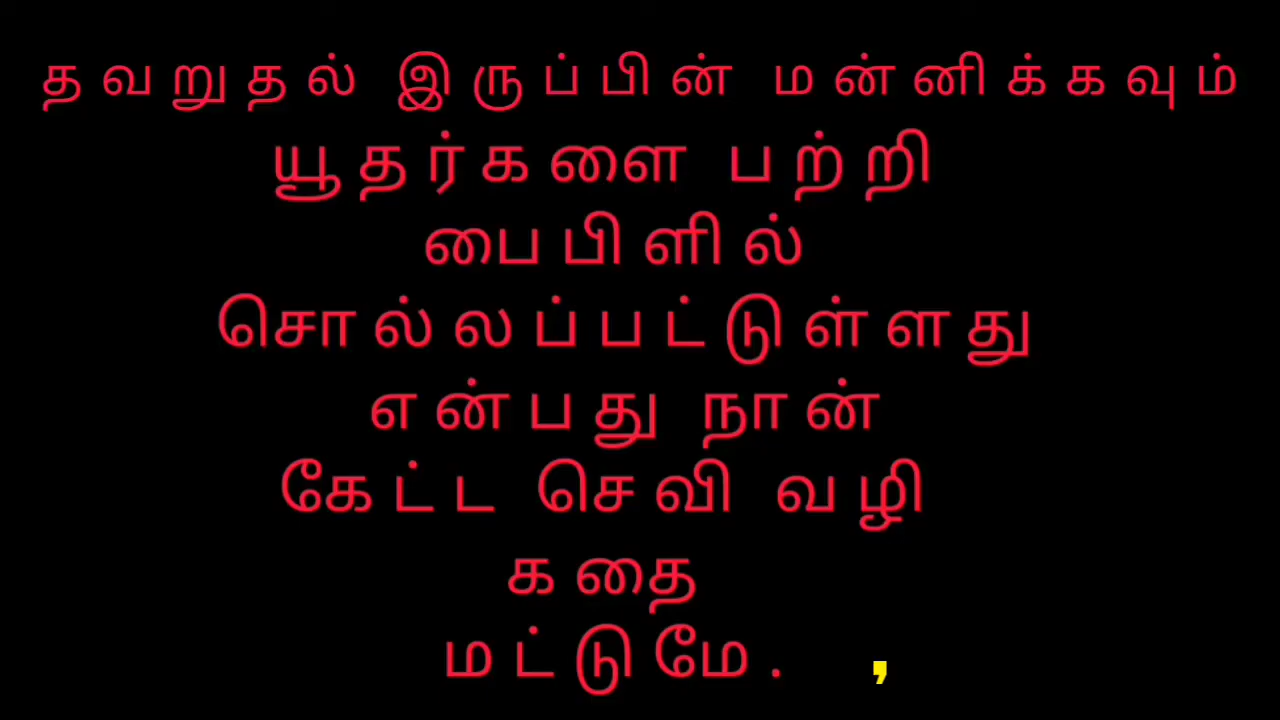 தவறுதல் இருப்பின் மன்னிக்கவும்
யூதர்களை பற்றி
பைபிளில்
சொல்லப்பட்டுள்ளது
என்பது நான்
கேட்ட செவி வழி
கதை
மட்டுமே. ,